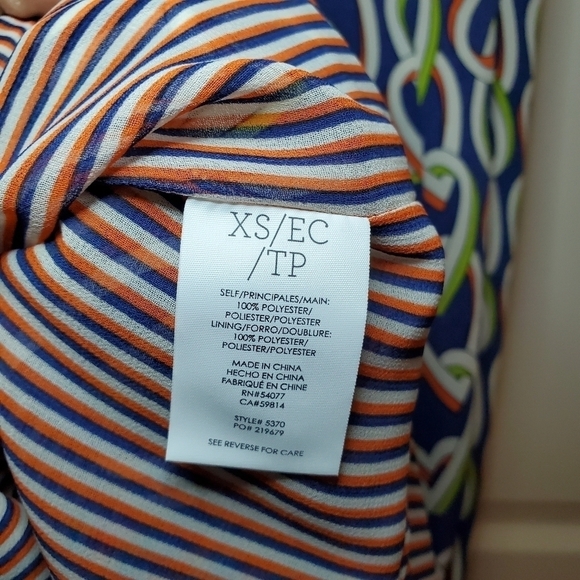 XS/EC
/TP
SELF/PRINCIPALES/MAIN:
100% POLYESTER/
POLIESTER/POLYESTER
LINING/FORRO/DOUBLURE:
100% POLYESTER/
POLIESTER/POLYESTER
MADE IN CHINA
HECHO EN CHINA
FABRIQUÉ EN CHINE
RN#54077
CA#59814
STYLE# 5370
PO# 219679
SEE REVERSE FOR CARE